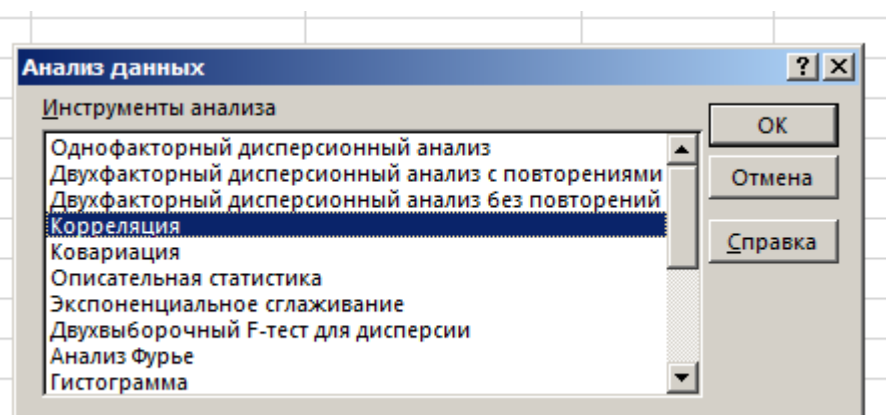 Анализ данных
? X
Инструменты анализа
Однофакторный дисперсионный анализ
Двухфакторный дисперсионный анализ с повторениями
Двухфакторный дисперсионный анализ без повторений
Корреляция
Ковариация
Описательная статистика
Экспоненциальное сглаживание
Двухвыборочный F-тест для дисперсии
Анализ Фурье
Гистограмма
ОК
Отмена
Справка